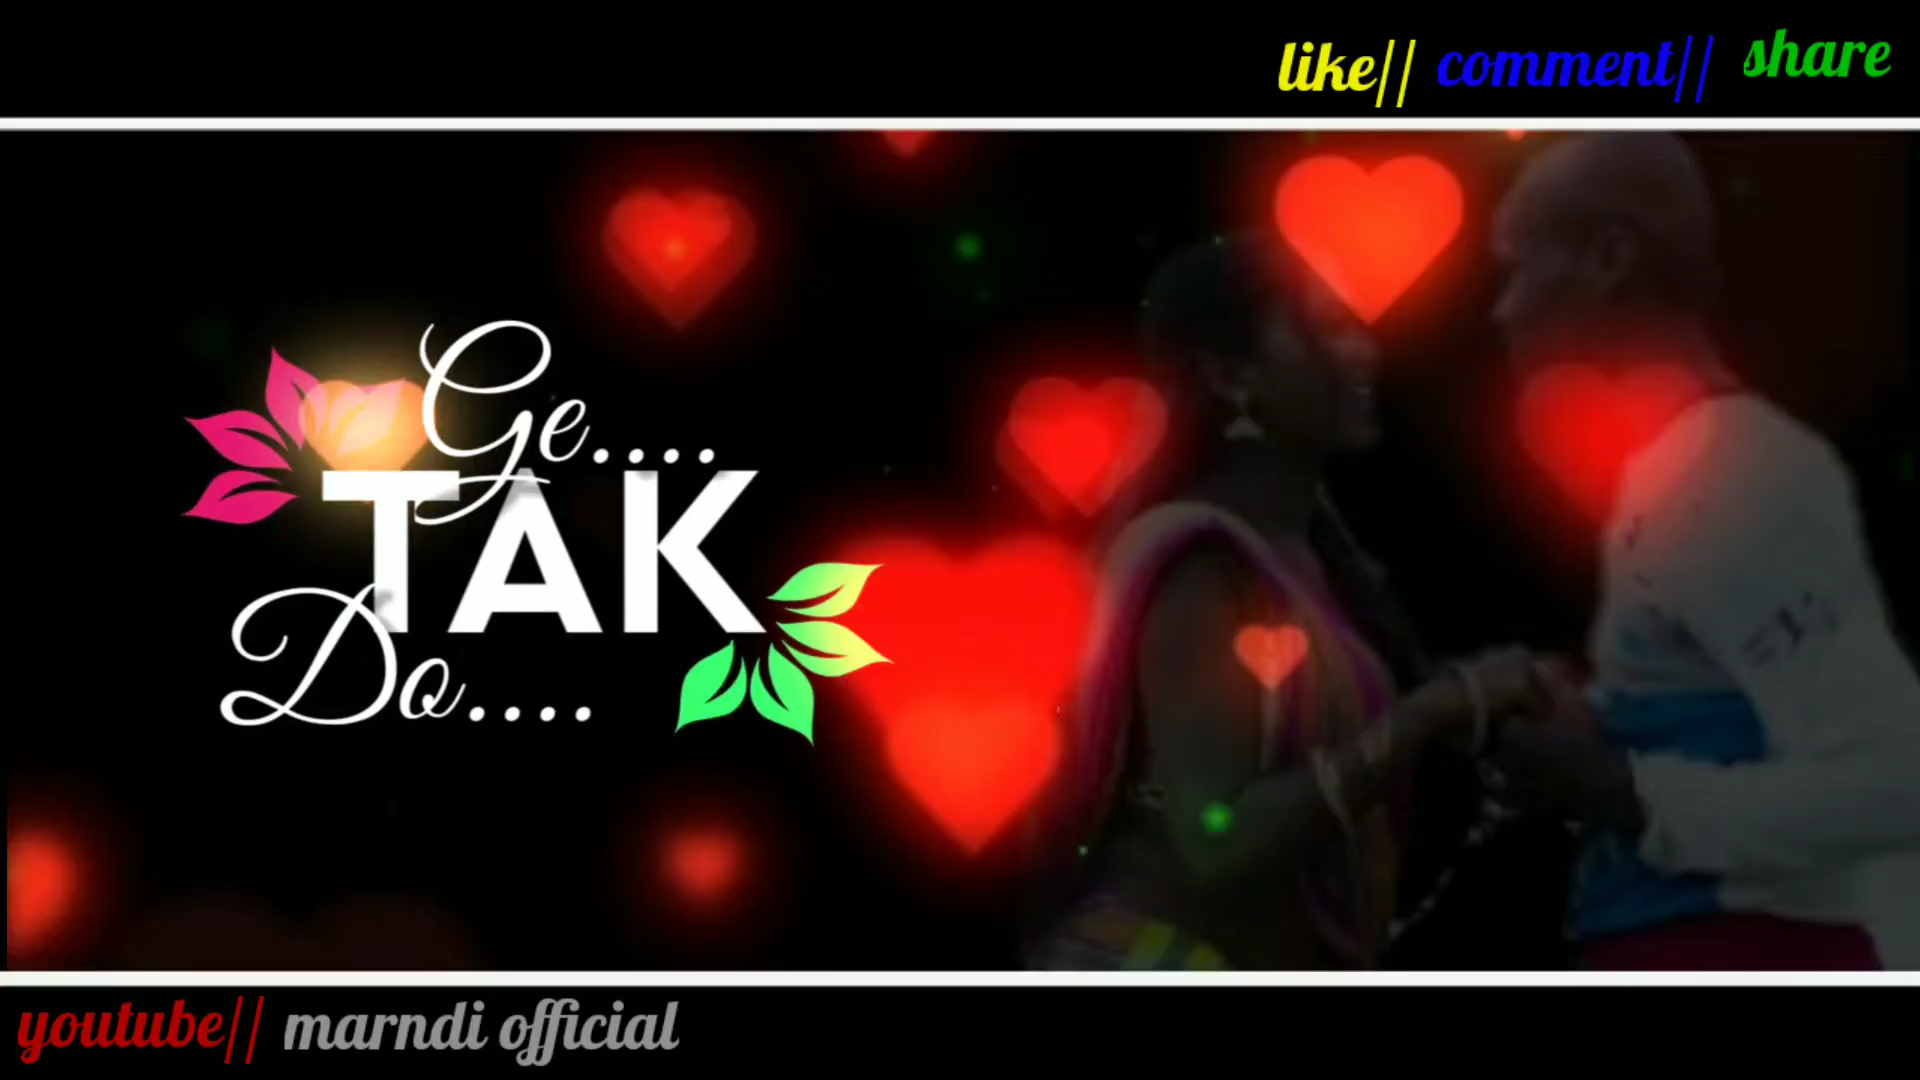 like// comment// share
Ge....
TAK
Do....
youtube// marndi official